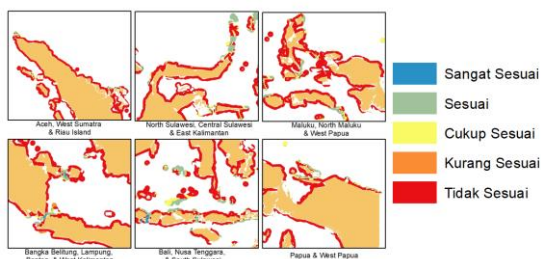 Aceh, West Sumatra
& Riau Island
North Sulawesi, Central Sulawesi
& East Kalimantan
Maluku, North Maluku
& West Papua
Bangka Belitung, Lampung,
Bali, Nusa Tenggara,
Papua & West Papua
Sangat Sesuai
Sesuai
Cukup Sesuai
Kurang Sesuai
Tidak Sesuai